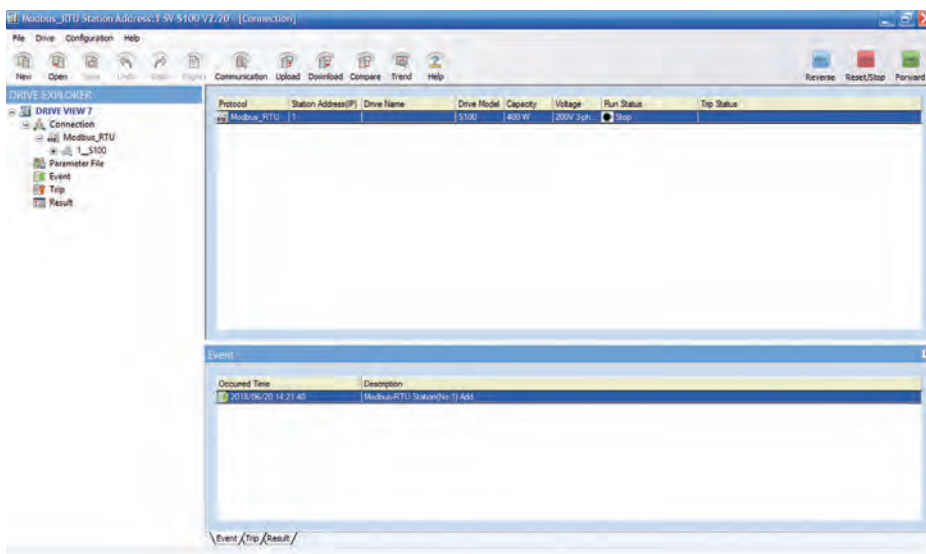 Modbus_RTU Station Address:1 SV-S100 V2.20 - [Connection]
File Drive Configuration Help
New Open Save Undo Redo Communication Upload Download Compare Trend Help Reverse Reset/Stop Forward
DRIVE EXPLORER
DRIVE VIEW 7
Connection
Modbus_RTU
1_S100
Parameter File
Event
Trip
Result
Protocol Station Address(IP) Drive Name Drive Model Capacity Voltage Run Status Trip Status
Modbus_RTU 1 S100 400 W 200V 3 ph... Stop
Event
Occured Time Description
2018/06/20 14:21:40 Modbus-RTU Station(No:1) Add
Event Trip Result